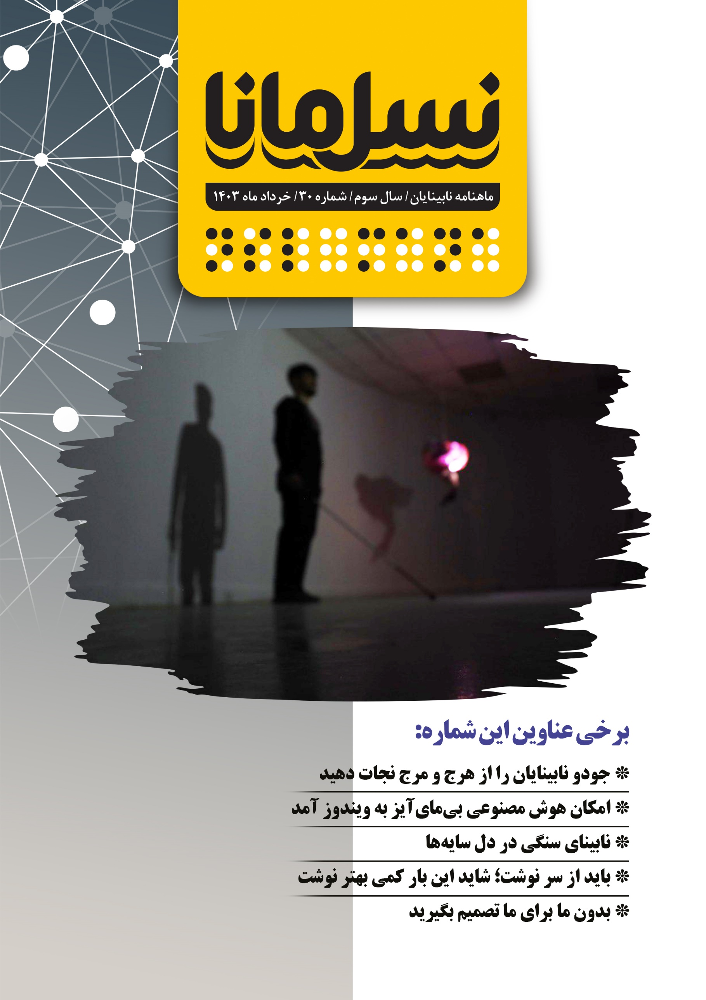 نسل مانا
ماهنامه نابینایان / سال سوم / شماره ۳۰ / خرداد ماه ۱۴۰۳
⠝⠎⠇⠀⠍⠁⠝⠁
برخی عناوین این شماره:
❊ جودو نابینایان را از هرج و مرج نجات دهید
❊ امکان هوش مصنوعی بی‌مای‌آیز به ویندوز آمد
❊ نابینای سنگی در دل سایه‌ها
❊ باید از سر نوشت؛ شاید این بار کمی بهتر نوشت
❊ بدون ما برای ما تصمیم بگیرید